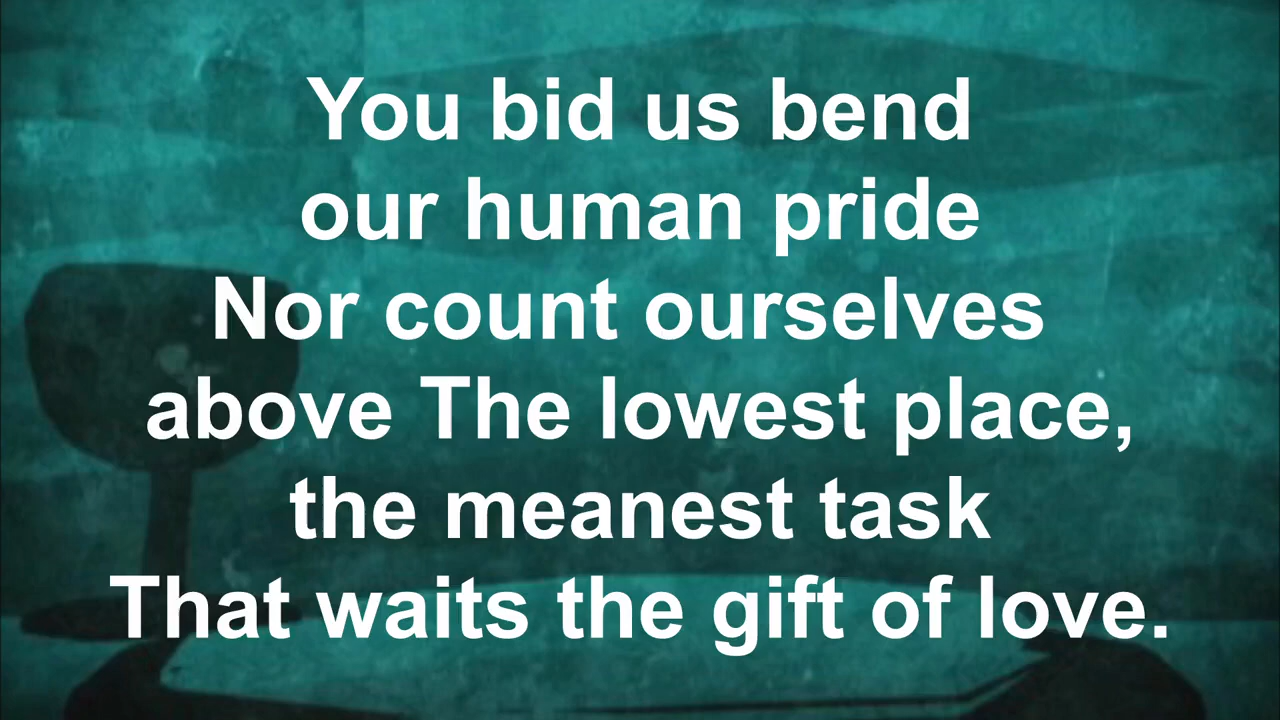 You bid us bend
our human pride
Nor count ourselves
above The lowest place,
the meanest task
That waits the gift of love.